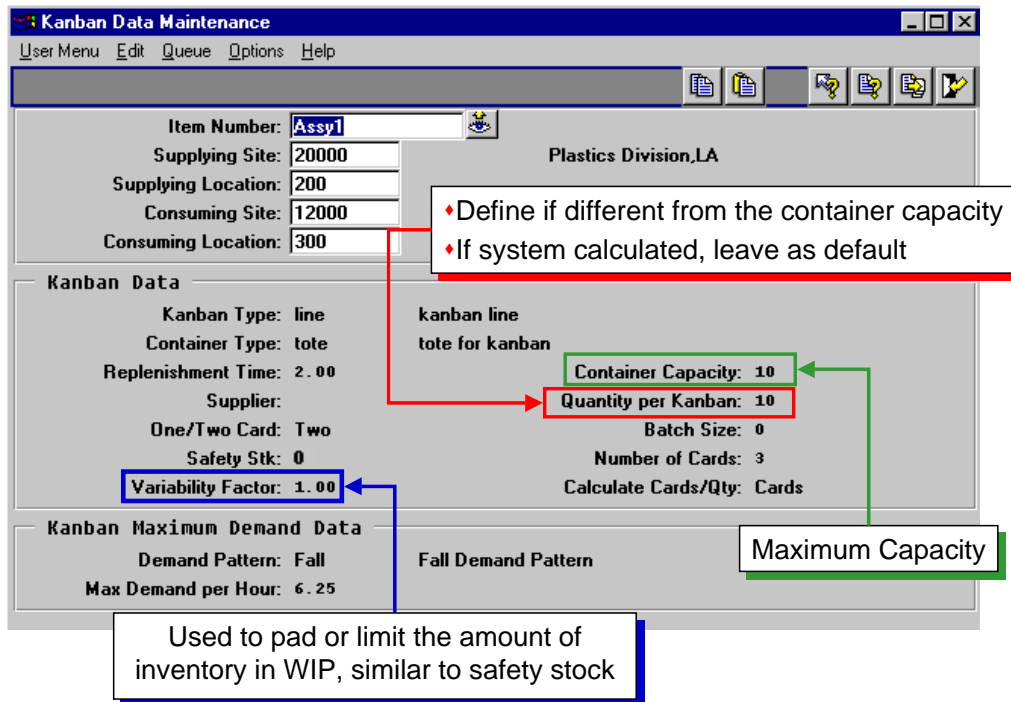 Kanban Data Maintenance
User Menu Edit Queue Options Help
Item Number: Assy1
Supplying Site: 20000 Plastics Division,LA
Supplying Location: 200
Consuming Site: 12000
Consuming Location: 300
♦Define if different from the container capacity
♦If system calculated, leave as default
Kanban Data
Kanban Type: line kanban line
Container Type: tote tote for kanban
Replenishment Time: 2.00 Container Capacity: 10
Supplier: Quantity per Kanban: 10
One/Two Card: Two Batch Size: 0
Safety Stk: 0 Number of Cards: 3
Variability Factor: 1.00 Calculate Cards/Qty: Cards
Kanban Maximum Demand Data
Demand Pattern: Fall Fall Demand Pattern
Max Demand per Hour: 6.25
Maximum Capacity
Used to pad or limit the amount of
inventory in WIP, similar to safety stock